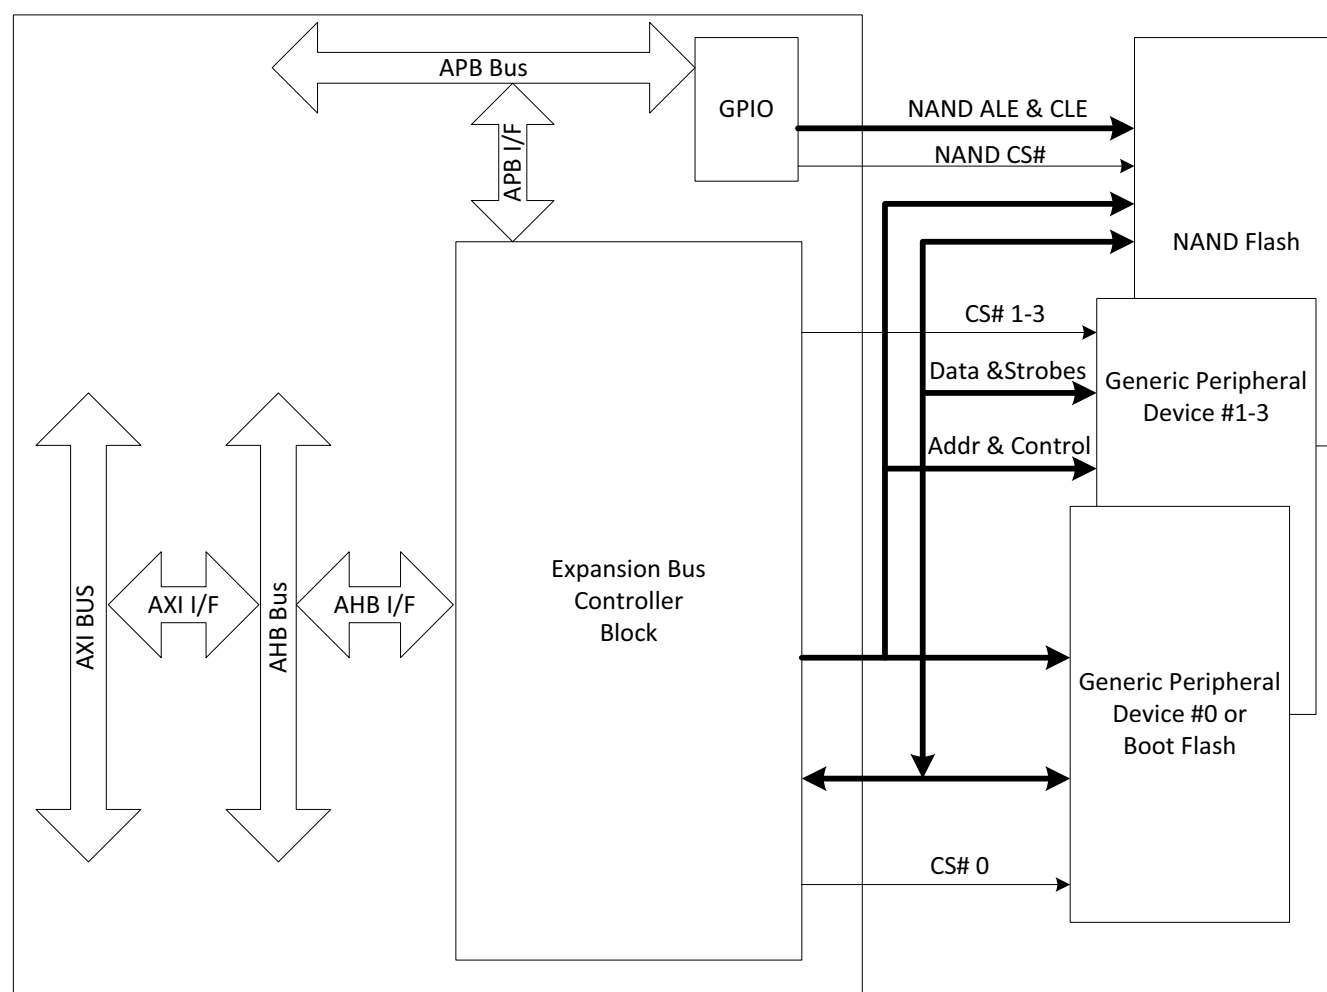 APB Bus
GPIO
NAND ALE & CLE
NAND CS#
APB I/F
NAND Flash
CS# 1-3
Data &Strobes
Generic Peripheral
Device #1-3
Addr & Control
Expansion Bus
Controller
Block
AXI BUS
AXI I/F
AHB Bus
AHB I/F
Generic Peripheral
Device #0 or
Boot Flash
CS# 0